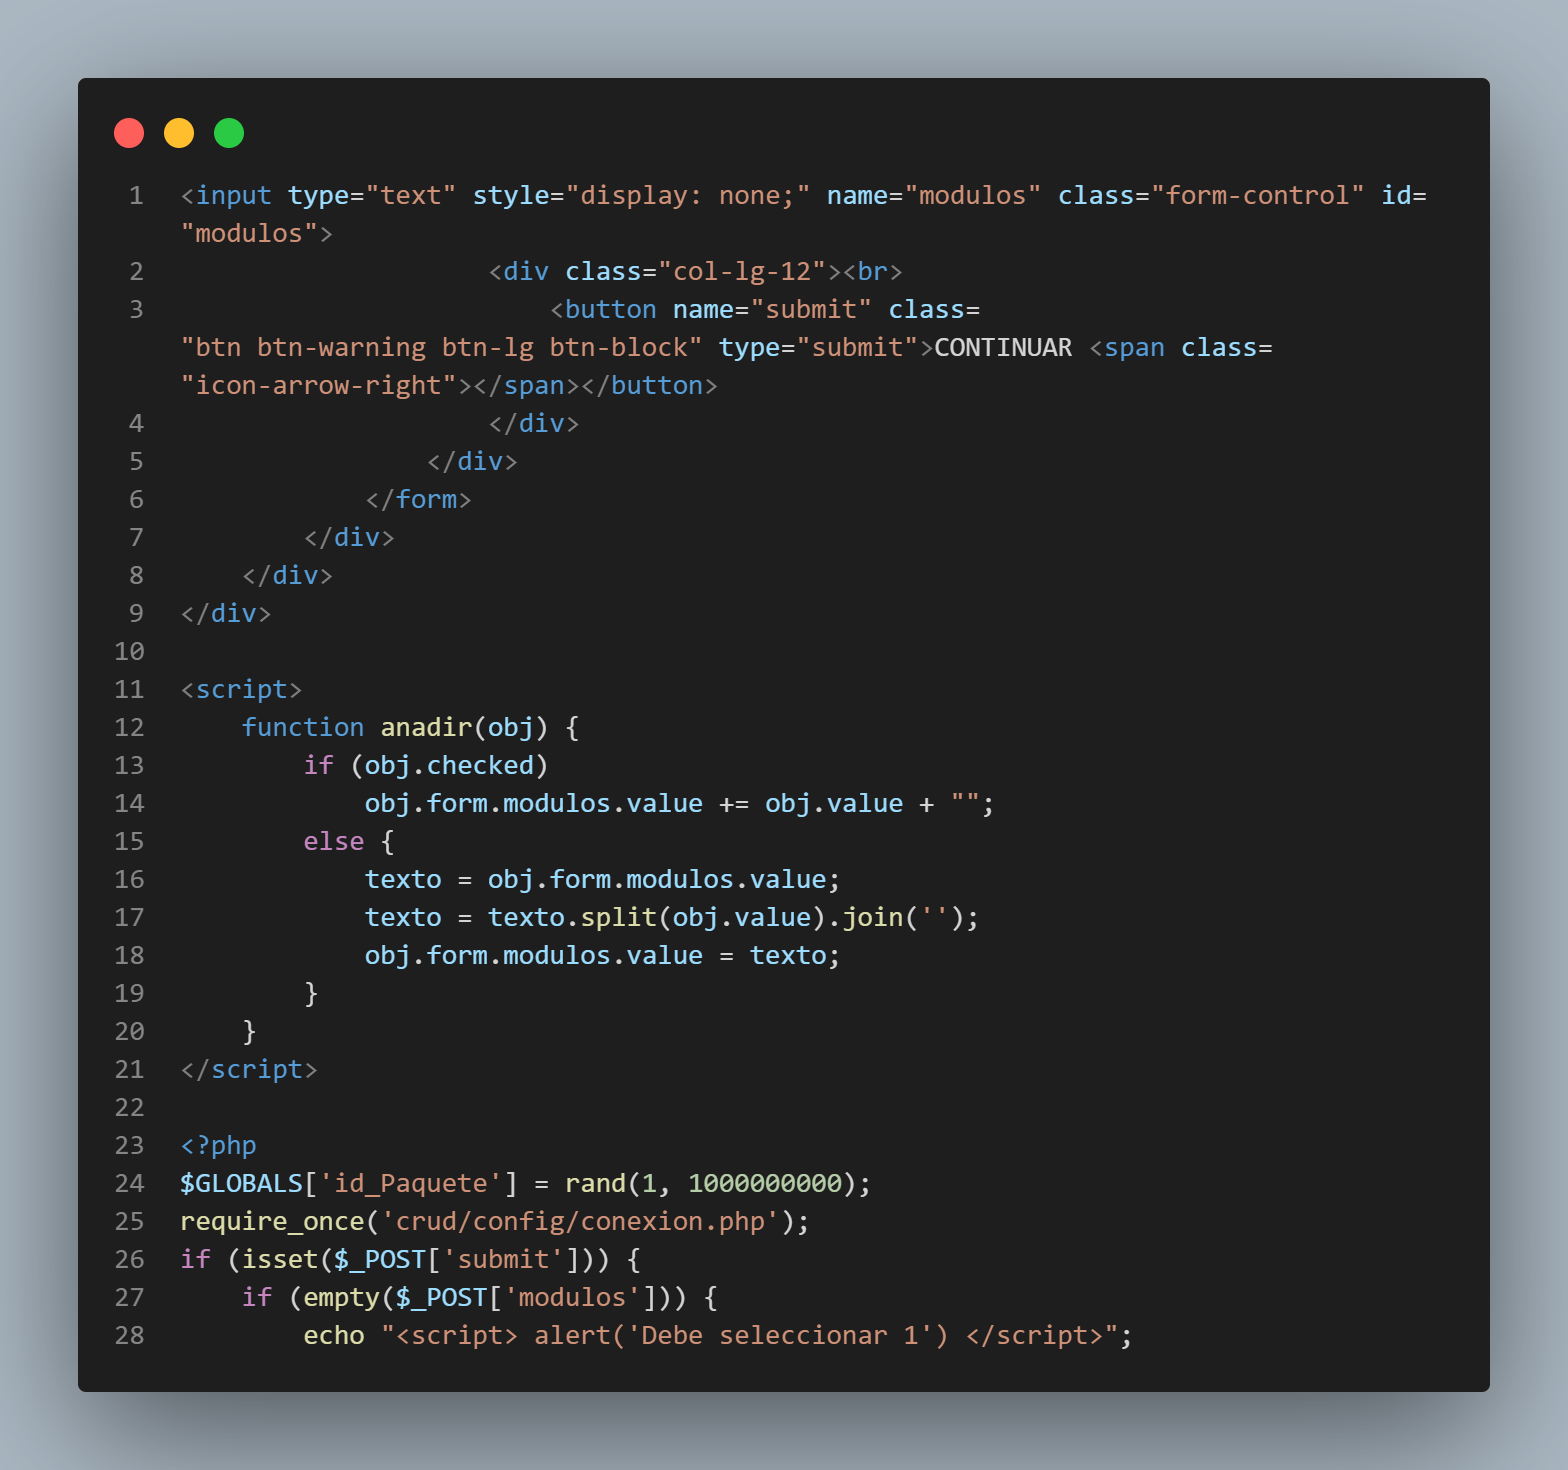 1 <input type="text" style="display: none;" name="modulos" class="form-control" id=
"modulos">
2                     <div class="col-lg-12"><br>
3                         <button name="submit" class=
"btn btn-warning btn-lg btn-block" type="submit">CONTINUAR <span class=
"icon-arrow-right"></span></button>
4                     </div>
5                 </div>
6             </form>
7         </div>
8     </div>
9 </div>
10
11 <script>
12     function anadir(obj) {
13         if (obj.checked)
14             obj.form.modulos.value += obj.value + "";
15         else {
16             texto = obj.form.modulos.value;
17             texto = texto.split(obj.value).join('');
18             obj.form.modulos.value = texto;
19         }
20     }
21 </script>
22
23 <?php
24 $GLOBALS['id_Paquete'] = rand(1, 1000000000);
25 require_once('crud/config/conexion.php');
26 if (isset($_POST['submit'])) {
27     if (empty($_POST['modulos'])) {
28         echo "<script> alert('Debe seleccionar 1') </script>";